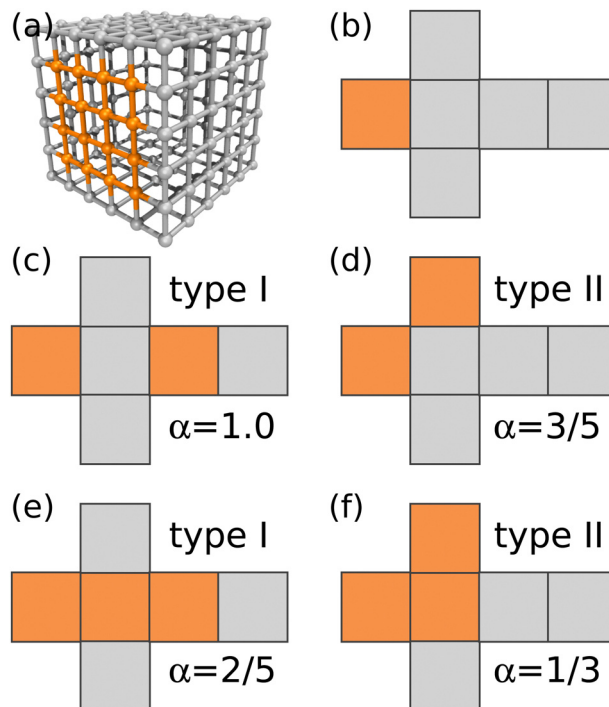 (a)
(b)
(c)
type I
α=1.0
(d)
type II
α=3/5
(e)
type I
α=2/5
(f)
type II
α=1/3